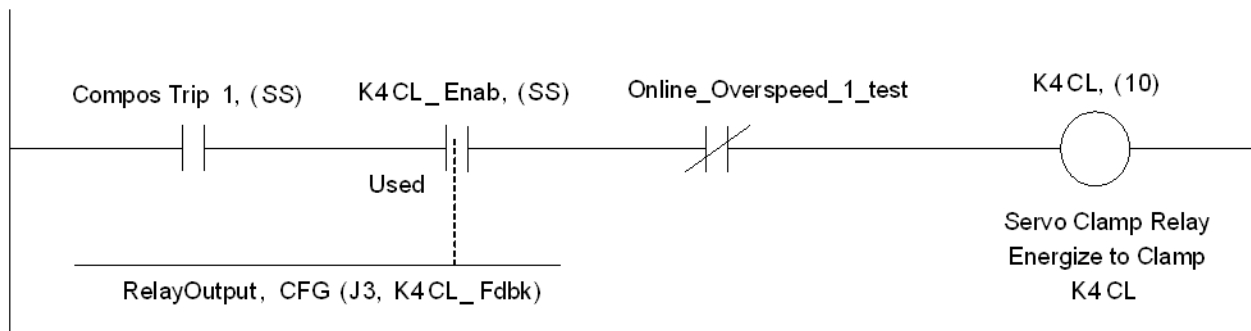 Compos Trip 1, (SS)
K4CL_Enab, (SS)
Online_Overspeed_1_test
K4CL, (10)
Used
Servo Clamp Relay
Energize to Clamp
K4CL
RelayOutput, CFG (J3, K4CL_Fdbk)